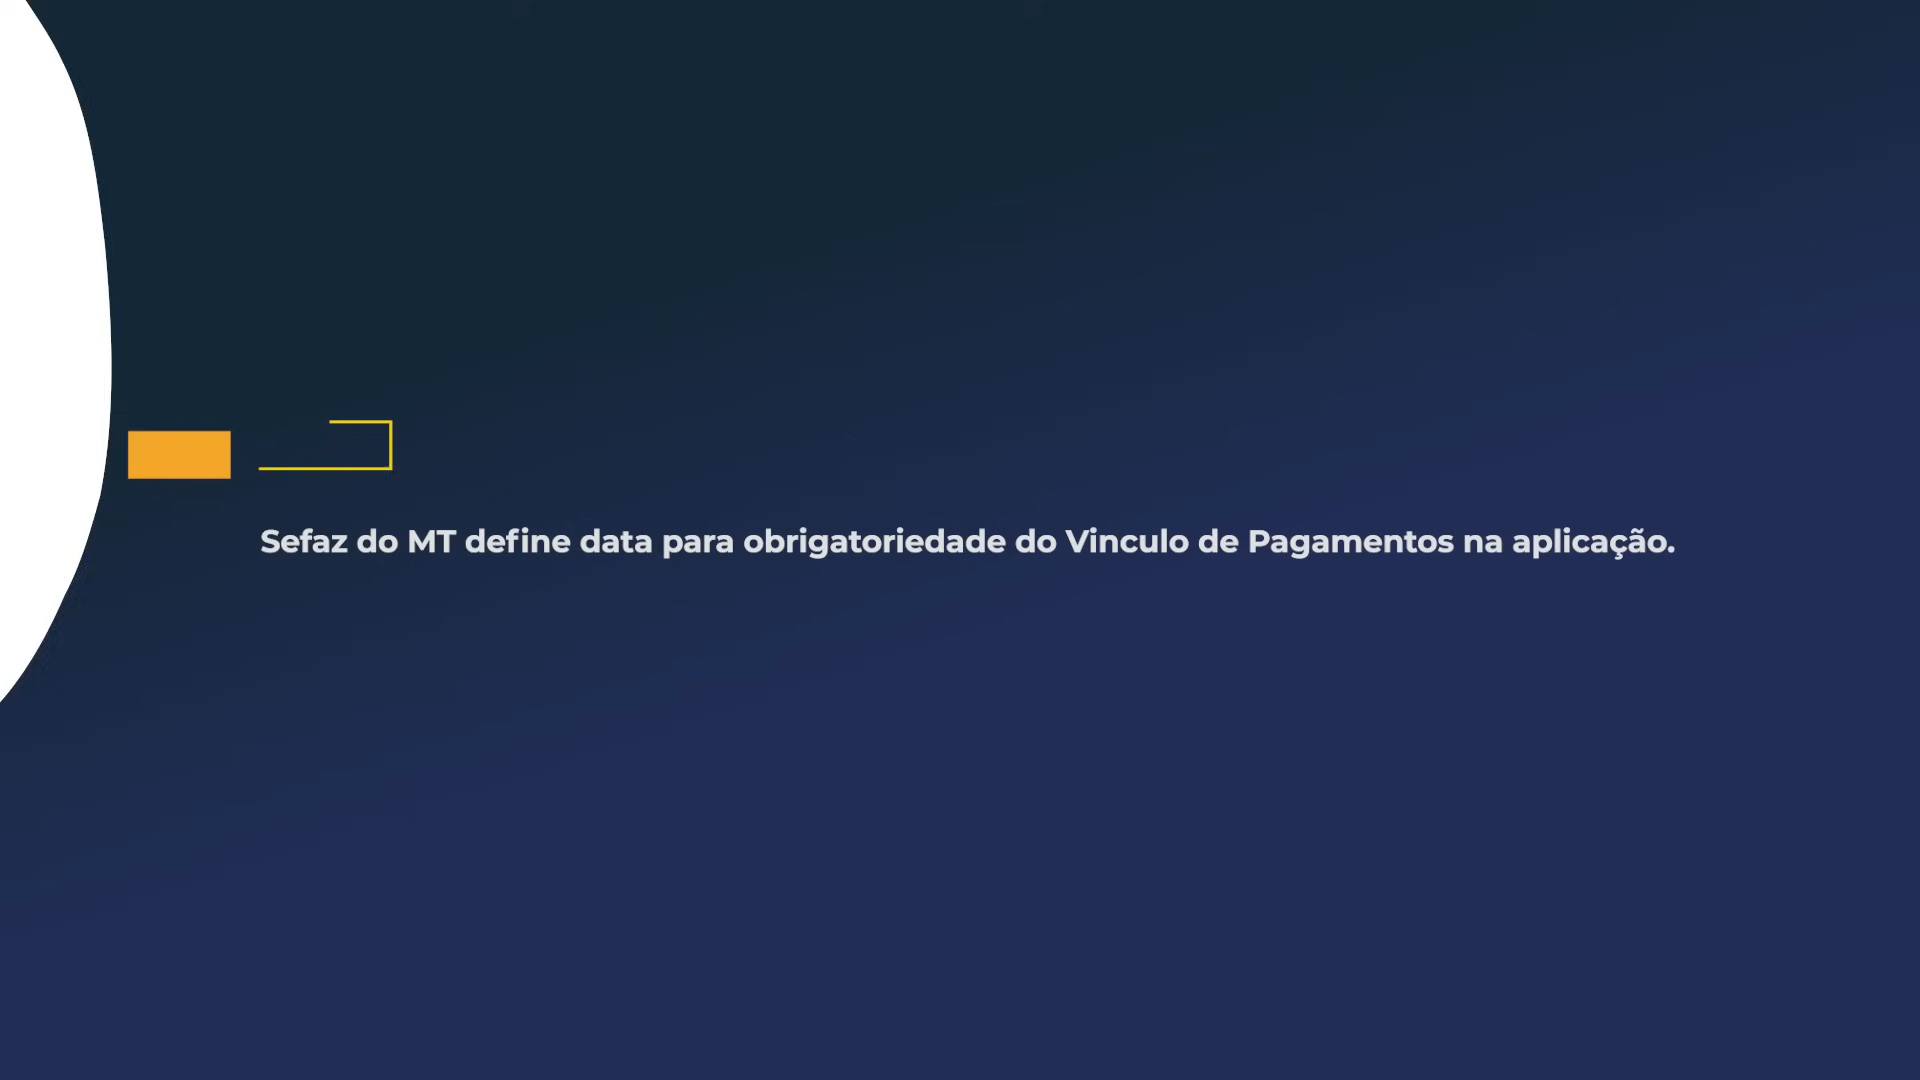 Sefaz do MT define data para obrigatoriedade do Vinculo de Pagamentos na aplicação.